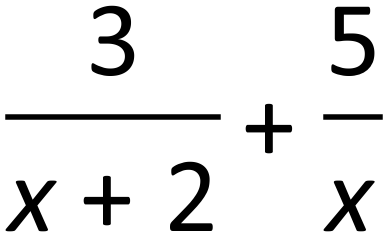 3/(x + 2) + 5/x